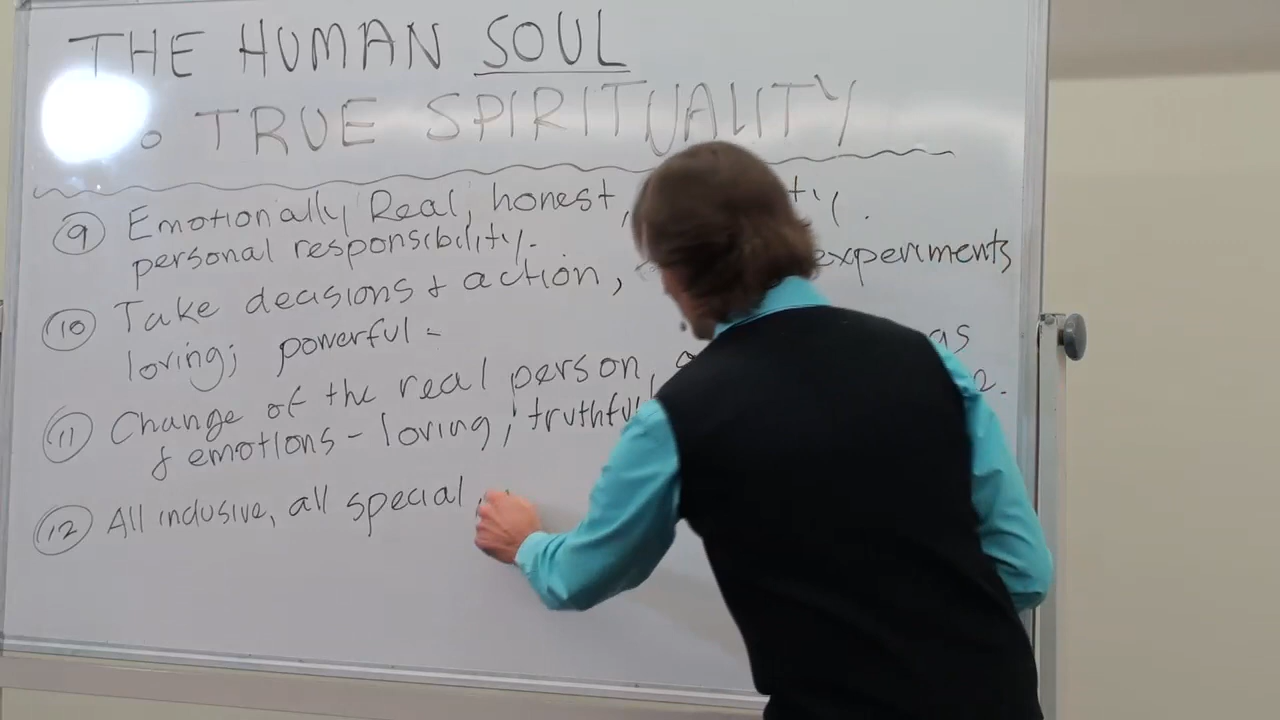 THE HUMAN SOUL
o TRUE SPIRITUALITY
9 Emotionally Real, honest,
personal responsibility.
10 Take decisions + action, experiments
loving; powerful -
11 Change of the real person, as
& emotions - loving, truthful
12 All inclusive, all special